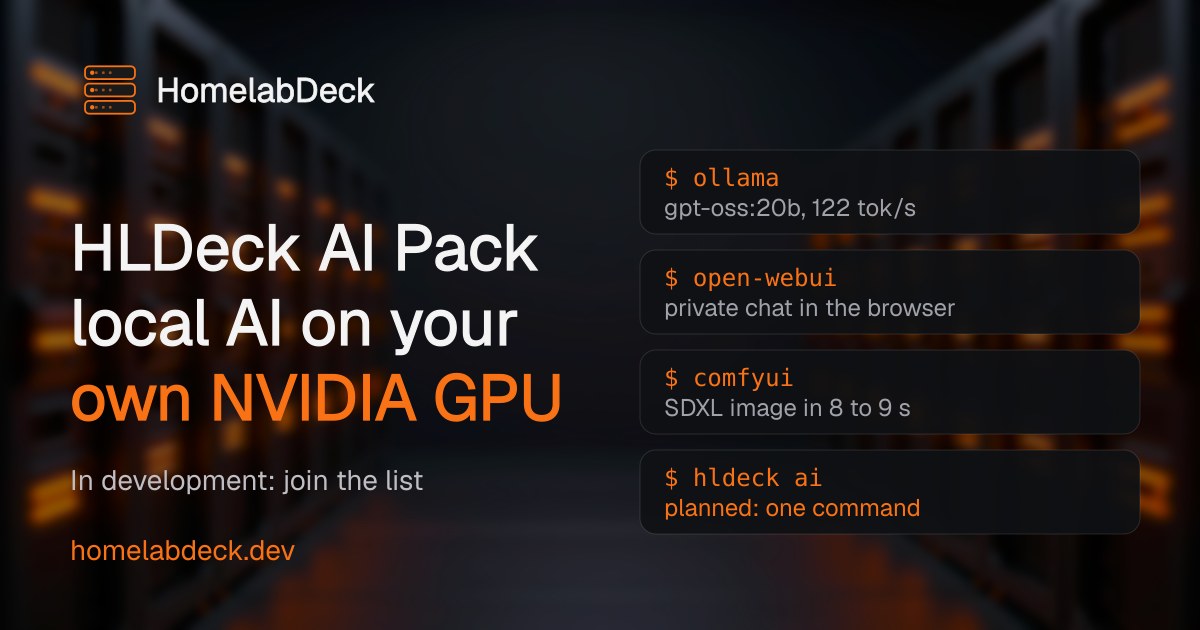 HomelabDeck
HLDeck AI Pack
local AI on your
own NVIDIA GPU
In development: join the list
homelabdeck.dev
$ ollama
gpt-oss:20b, 122 tok/s
$ open-webui
private chat in the browser
$ comfyui
SDXL image in 8 to 9 s
$ hldeck ai
planned: one command